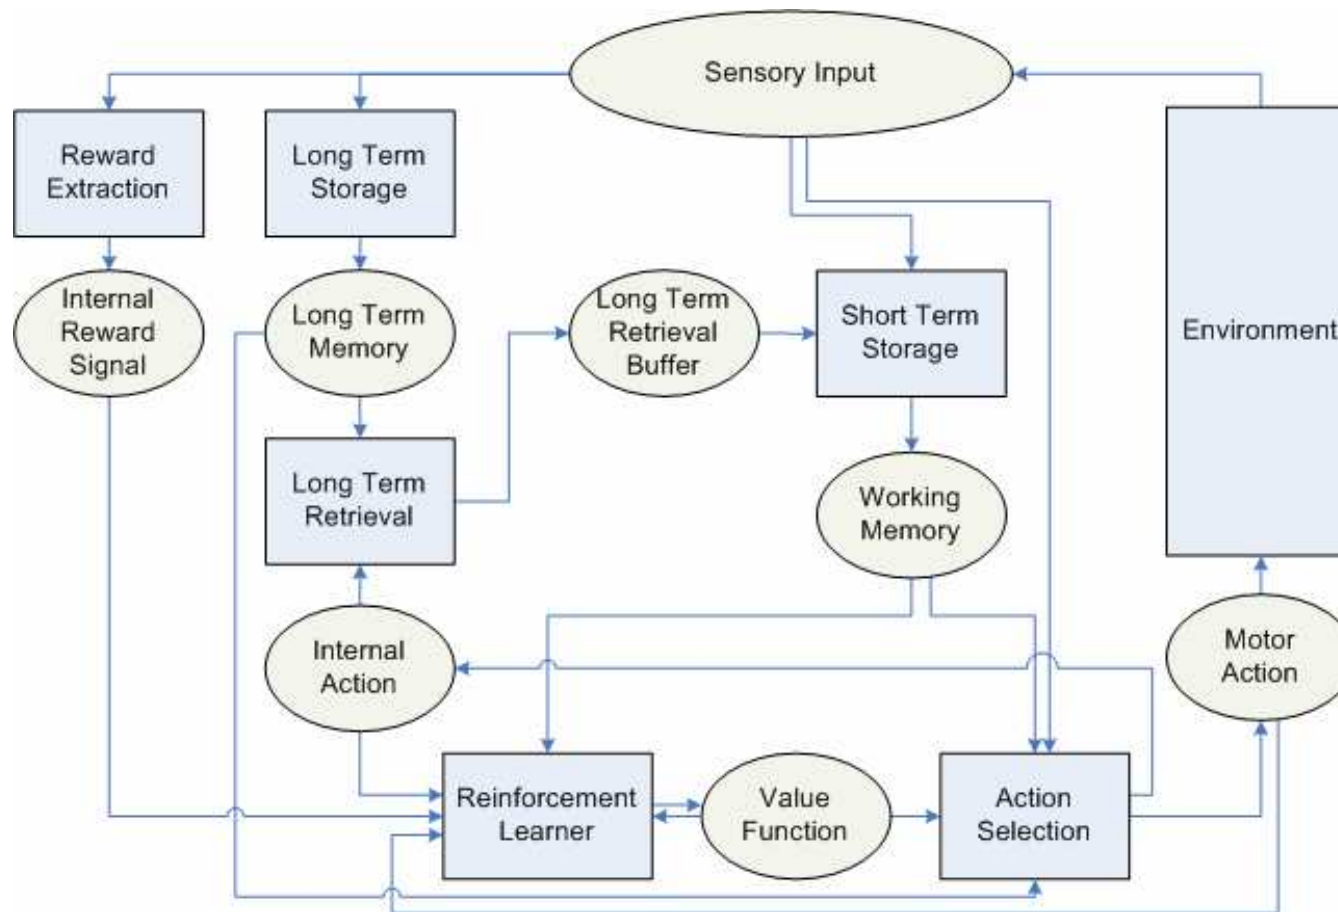 Sensory Input
Reward
Extraction
Long Term
Storage
Internal
Reward
Signal
Long Term
Memory
Long Term
Retrieval
Buffer
Short Term
Storage
Environment
Long Term
Retrieval
Working
Memory
Internal
Action
Motor
Action
Reinforcement
Learner
Value
Function
Action
Selection